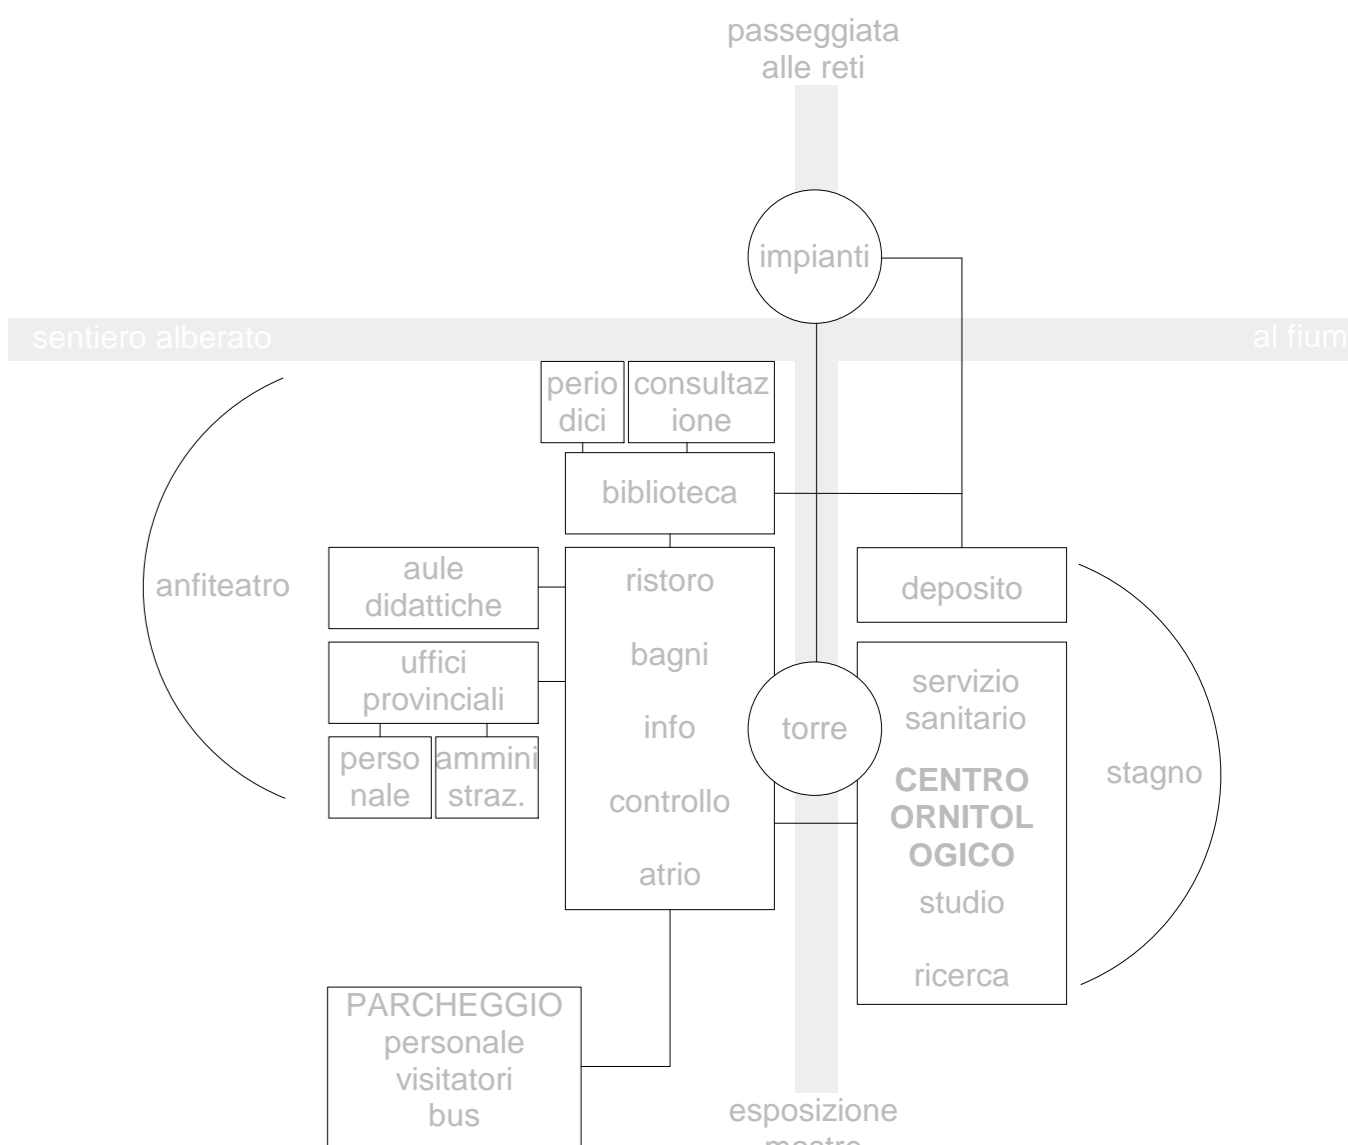 passeggiata
alle reti
impianti
sentiero alberato
al fium
perio
dici
consultaz
ione
biblioteca
anfiteatro
aule
didattiche
uffici
provinciali
perso
nale
ammini
straz.
ristoro
bagni
info
controllo
atrio
torre
deposito
servizio
sanitario
CENTRO
ORNITOL
OGICO
studio
ricerca
stagno
PARCHEGGIO
personale
visitatori
bus
esposizione
mostre